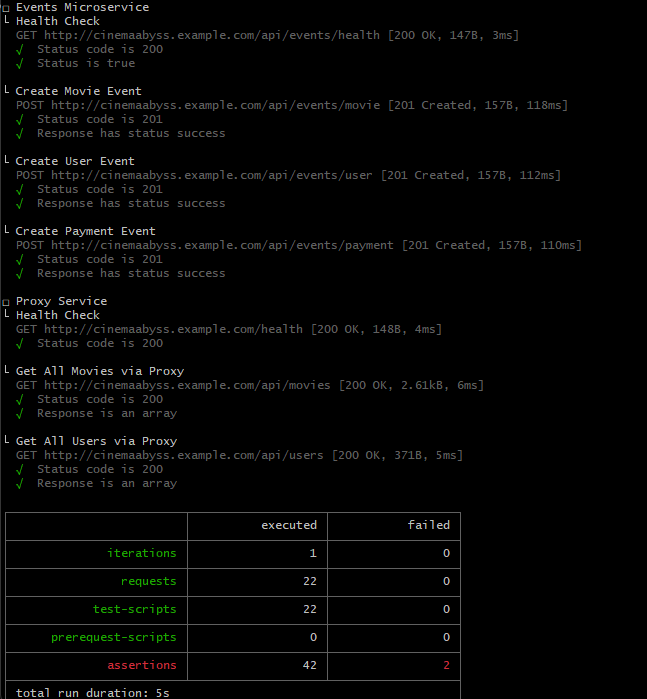 □ Events Microservice
└ Health Check
GET http://cinemaabyss.example.com/api/events/health [200 OK, 147B, 3ms]
√ Status code is 200
√ Status is true
└ Create Movie Event
POST http://cinemaabyss.example.com/api/events/movie [201 Created, 157B, 118ms]
√ Status code is 201
√ Response has status success
└ Create User Event
POST http://cinemaabyss.example.com/api/events/user [201 Created, 157B, 112ms]
√ Status code is 201
√ Response has status success
└ Create Payment Event
POST http://cinemaabyss.example.com/api/events/payment [201 Created, 157B, 110ms]
√ Status code is 201
√ Response has status success
□ Proxy Service
└ Health Check
GET http://cinemaabyss.example.com/health [200 OK, 148B, 4ms]
√ Status code is 200
└ Get All Movies via Proxy
GET http://cinemaabyss.example.com/api/movies [200 OK, 2.61kB, 6ms]
√ Status code is 200
√ Response is an array
└ Get All Users via Proxy
GET http://cinemaabyss.example.com/api/users [200 OK, 371B, 5ms]
√ Status code is 200
√ Response is an array
executed failed
iterations 1 0
requests 22 0
test-scripts 22 0
prerequest-scripts 0 0
assertions 42 2
total run duration: 5s